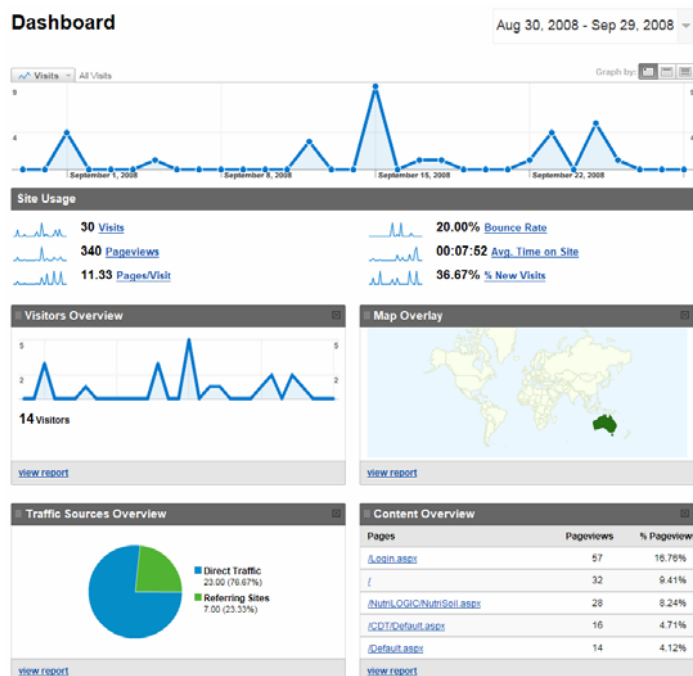 Dashboard
Aug 30, 2008 - Sep 29, 2008
Visits
All Visits
Graph by:
9
9
4
4
September 1, 2008
September 8, 2008
September 15, 2008
September 22, 2008
Site Usage
30 Visits
20.00% Bounce Rate
340 Pageviews
00:07:52 Avg. Time on Site
11.33 Pages/Visit
36.67% % New Visits
Visitors Overview
5
5
2
2
14 Visitors
view report
Map Overlay
view report
Traffic Sources Overview
Direct Traffic
23.00 (76.67%)
Referring Sites
7.00 (23.33%)
view report
Content Overview
Pages Pageviews % Pageviews
/Login.aspx 57 16.76%
/ 32 9.41%
/NutriLOGIC/NutriSoil.aspx 28 8.24%
/CDT/Default.aspx 16 4.71%
/Default.aspx 14 4.12%
view report